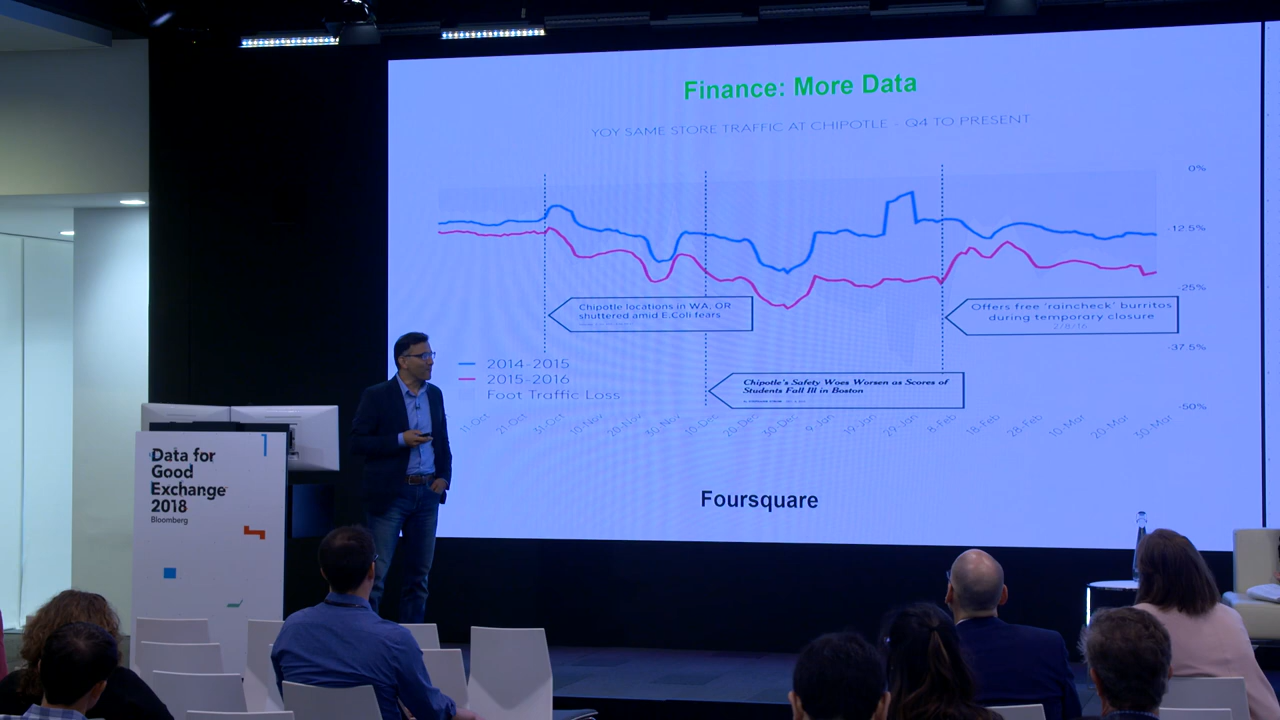 Finance: More Data
YOY SAME STORE TRAFFIC AT CHIPOTLE - Q4 TO PRESENT
0%
-12.5%
-25%
-37.5%
-50%
Chipotle locations in WA, OR
shuttered amid E.Coli fears
Offers free 'raincheck' burritos
during temporary closure
2/8/16
Chipotle's Safety Woes Worsen as Scores of
Students Fall Ill in Boston
2014-2015
2015-2016
Foot Traffic Loss
11-Oct 21-Oct 31-Oct 10-Nov 20-Nov 30-Nov 10-Dec 20-Dec 30-Dec 9-Jan 19-Jan 29-Jan 8-Feb 18-Feb 28-Feb 10-Mar 20-Mar 30-Mar
Foursquare
Data for
Good
Exchange
2018
Bloomberg